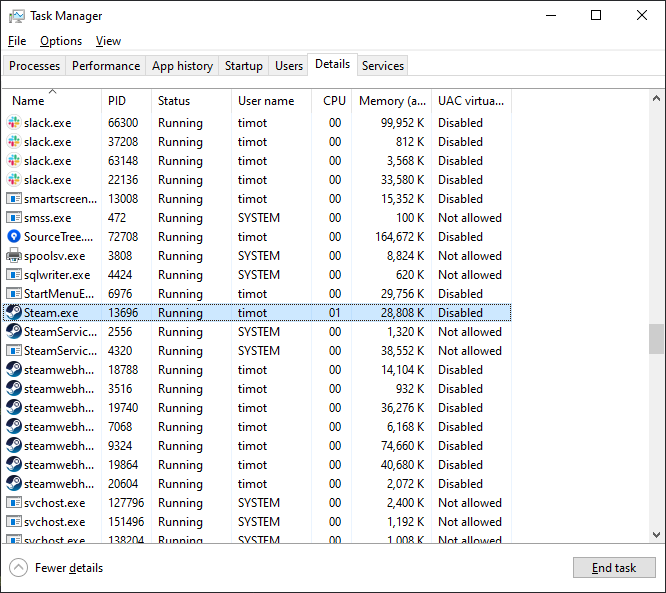 Task Manager
File Options View
Processes Performance App history Startup Users Details Services
Name PID Status User name CPU Memory (a... UAC virtua...
slack.exe 66300 Running timot 00 99,952 K Disabled
slack.exe 37208 Running timot 00 812 K Disabled
slack.exe 63148 Running timot 00 3,568 K Disabled
slack.exe 22136 Running timot 00 33,580 K Disabled
smartscreen... 13008 Running timot 00 15,352 K Disabled
smss.exe 472 Running SYSTEM 00 100 K Not allowed
SourceTree.... 72708 Running timot 00 164,672 K Disabled
spoolsv.exe 3808 Running SYSTEM 00 8,824 K Not allowed
sqlwriter.exe 4424 Running SYSTEM 00 620 K Not allowed
StartMenuE... 6976 Running timot 00 29,756 K Disabled
Steam.exe 13696 Running timot 01 28,808 K Disabled
SteamServic... 2556 Running SYSTEM 00 1,320 K Not allowed
SteamServic... 4320 Running SYSTEM 00 38,552 K Not allowed
steamwebh... 18788 Running timot 00 14,104 K Disabled
steamwebh... 3516 Running timot 00 932 K Disabled
steamwebh... 19740 Running timot 00 36,276 K Disabled
steamwebh... 7068 Running timot 00 6,168 K Disabled
steamwebh... 9324 Running timot 00 74,660 K Disabled
steamwebh... 19864 Running timot 00 40,680 K Disabled
steamwebh... 20604 Running timot 00 2,072 K Disabled
svchost.exe 127796 Running SYSTEM 00 2,400 K Not allowed
svchost.exe 151496 Running SYSTEM 00 1,192 K Not allowed
svchost.exe 138204 Running SYSTEM 00 1,008 K Not allowed
Fewer details End task